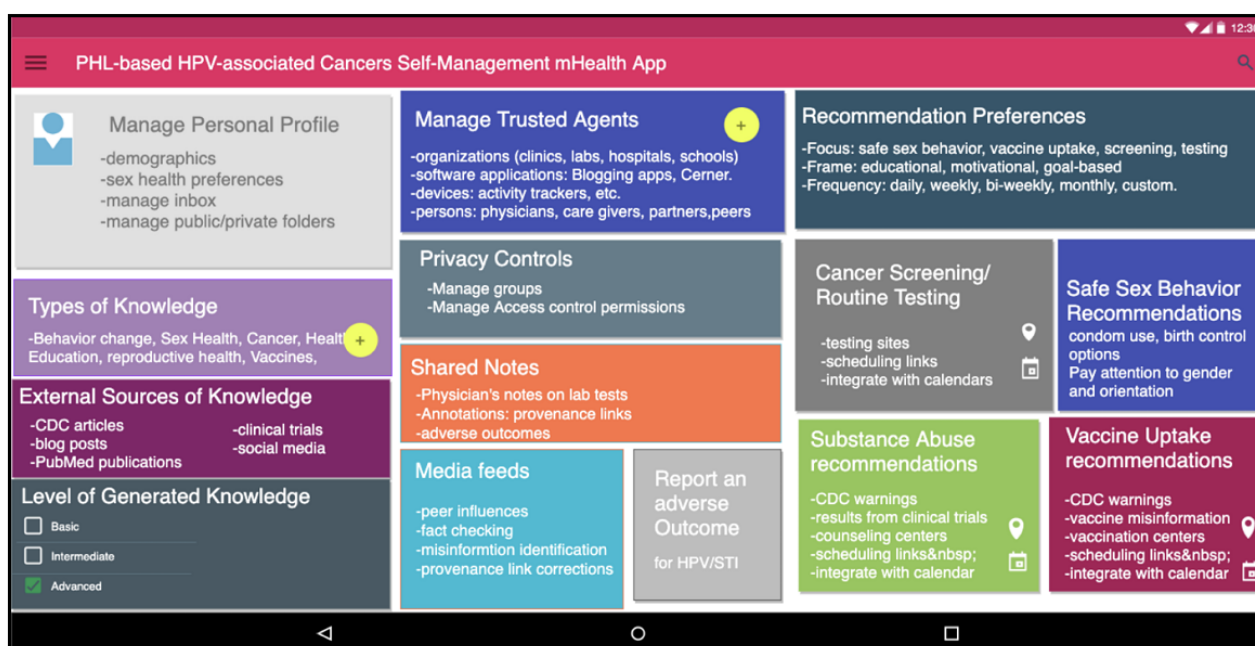 12:30
PHL-based HPV-associated Cancers Self-Management mHealth App
Manage Personal Profile
-demographics
-sex health preferences
-manage inbox
-manage public/private folders
Types of Knowledge
-Behavior change, Sex Health, Cancer, Health
Education, reproductive health, Vaccines,
+
External Sources of Knowledge
-CDC articles
-blog posts
-PubMed publications
-clinical trials
-social media
Level of Generated Knowledge
Basic
Intermediate
Advanced
Manage Trusted Agents
+
-organizations (clinics, labs, hospitals, schools)
-software applications: Blogging apps, Cerner.
-devices: activity trackers, etc.
-persons: physicians, care givers, partners,peers
Privacy Controls
-Manage groups
-Manage Access control permissions
Shared Notes
-Physician's notes on lab tests
-Annotations: provenance links
-adverse outcomes
Media feeds
-peer influences
-fact checking
-misinformtion identification
-provenance link corrections
Report an
adverse
Outcome
for HPV/STI
Recommendation Preferences
-Focus: safe sex behavior, vaccine uptake, screening, testing
-Frame: educational, motivational, goal-based
-Frequency: daily, weekly, bi-weekly, monthly, custom.
Cancer Screening/
Routine Testing
-testing sites
-scheduling links
-integrate with calendars
Safe Sex Behavior
Recommendations
condom use, birth control
options
Pay attention to gender
and orientation
Substance Abuse
recommendations
-CDC warnings
-results from clinical trials
-counseling centers
-scheduling links&nbsp;
-integrate with calendar
Vaccine Uptake
recommendations
-CDC warnings
-vaccine misinformation
-vaccination centers
-scheduling links&nbsp;
-integrate with calendar